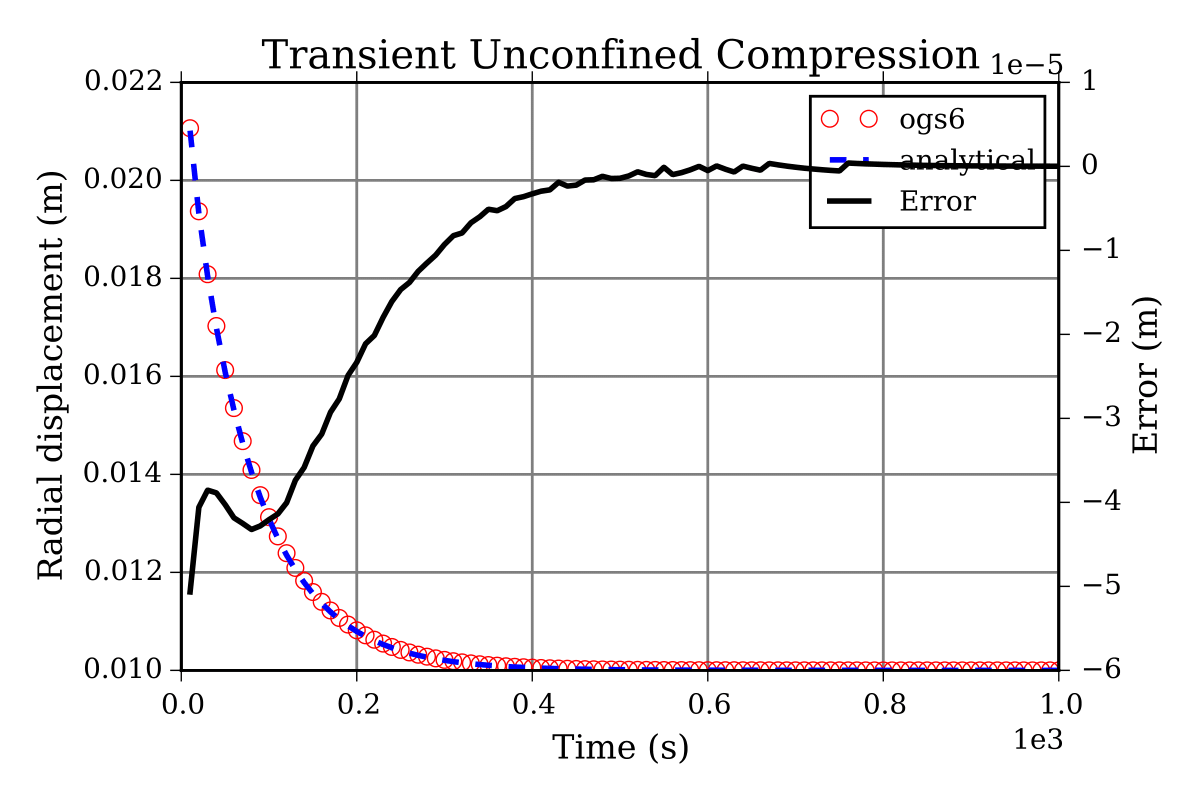 Transient Unconfined Compression
1e−5
0.022
0.020
0.018
0.016
0.014
0.012
0.010
Radial displacement (m)
ogs6
analytical
Error
1
0
−1
−2
−3
−4
−5
−6
Error (m)
0.0 0.2 0.4 0.6 0.8 1.0
1e3
Time (s)